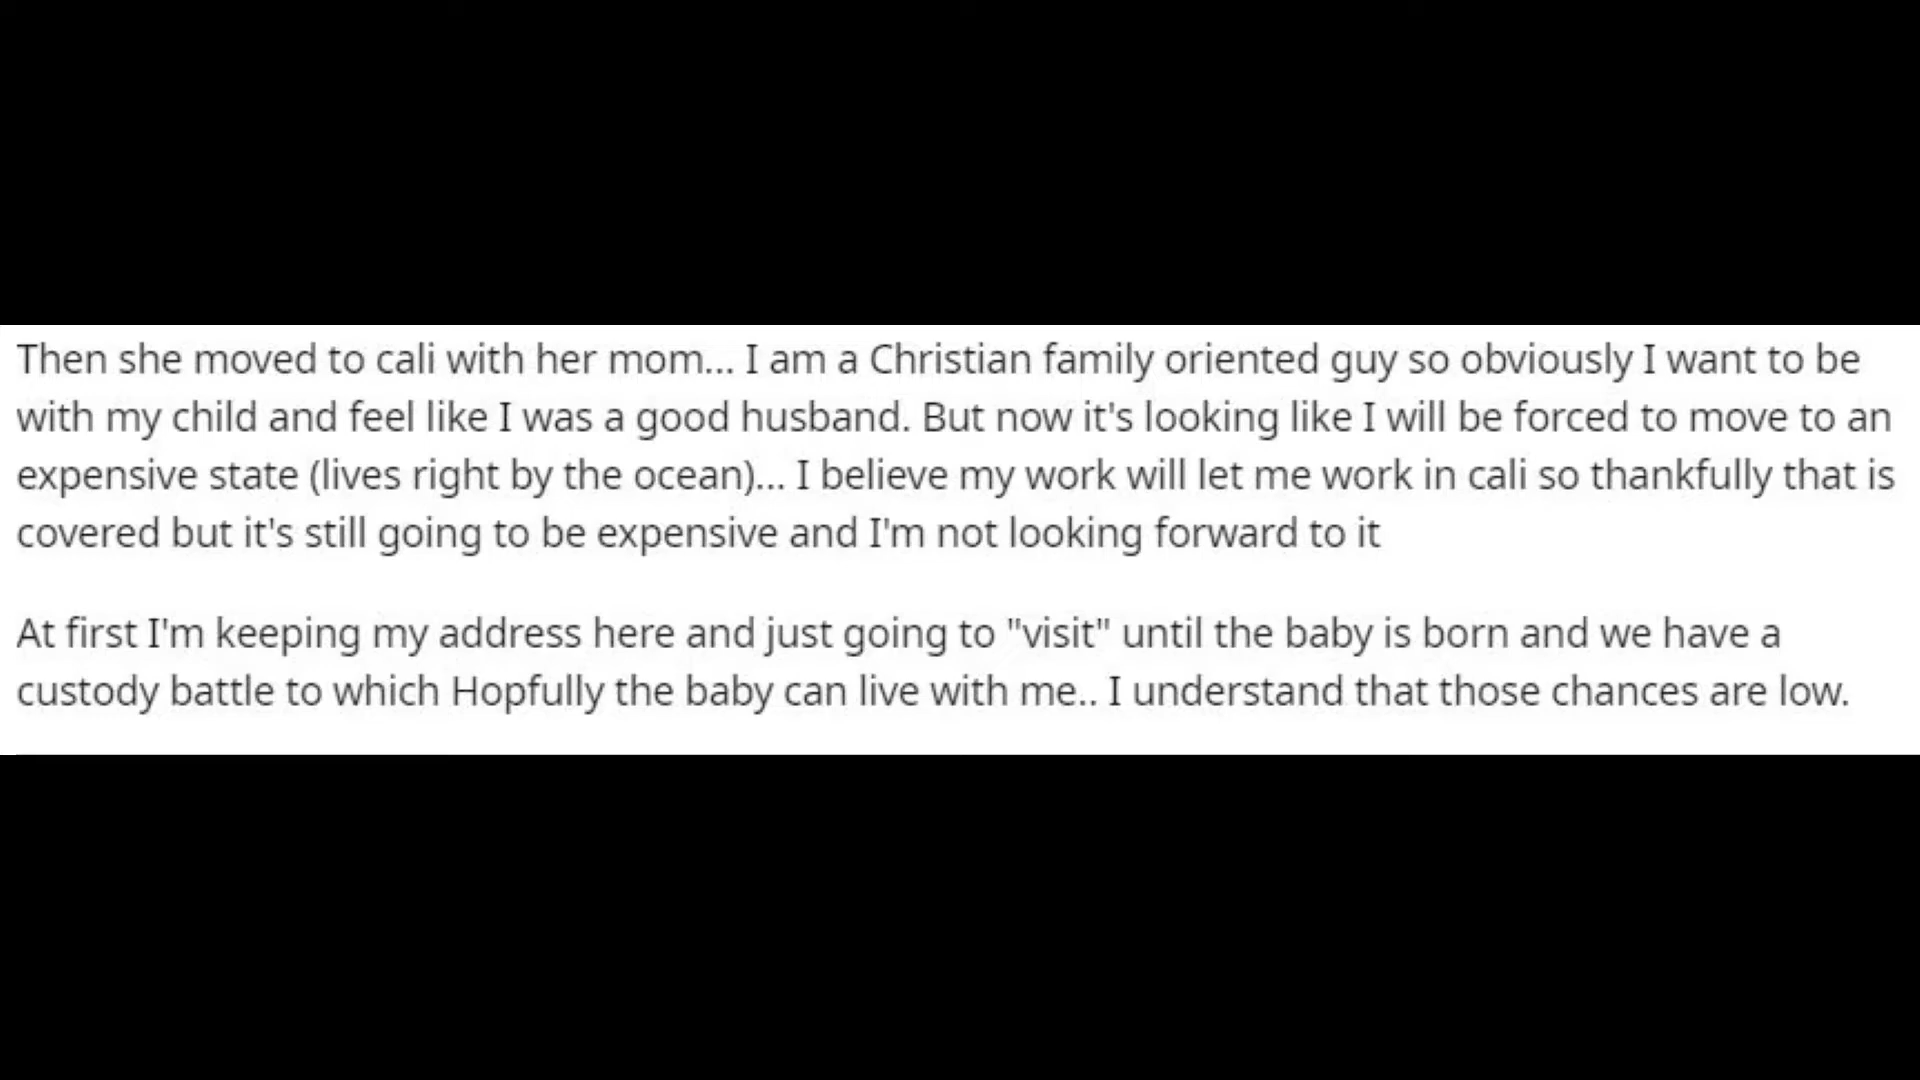 Then she moved to cali with her mom... I am a Christian family oriented guy so obviously I want to be
with my child and feel like I was a good husband. But now it's looking like I will be forced to move to an
expensive state (lives right by the ocean)... I believe my work will let me work in cali so thankfully that is
covered but it's still going to be expensive and I'm not looking forward to it
At first I'm keeping my address here and just going to "visit" until the baby is born and we have a
custody battle to which Hopfully the baby can live with me.. I understand that those chances are low.